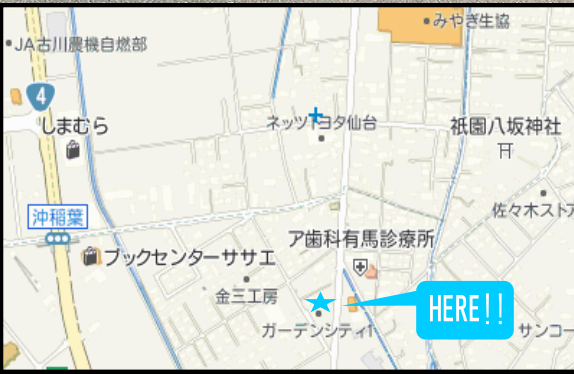 みやぎ生協
JA古川農機自燃部
4
しまむら
ネッツトヨタ仙台
祇園八坂神社
佐々木スト
沖稲葉
ア歯科有馬診療所
ブックセンターササエ
金三工房
HERE!!
ガーデンシティ1
サンコー